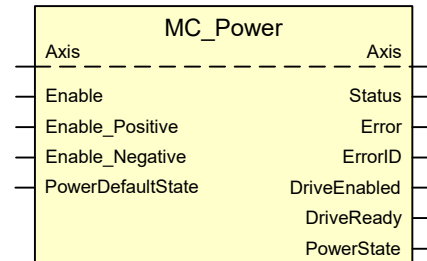 MC_Power
Axis Axis
Enable Status
Enable_Positive Error
Enable_Negative ErrorID
PowerDefaultState DriveEnabled
DriveReady
PowerState